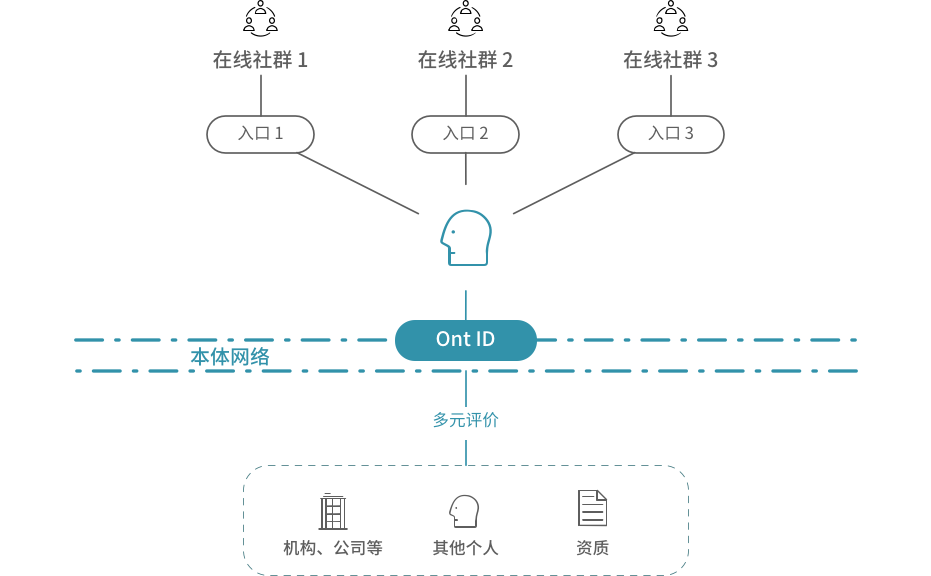 在线社群 1
在线社群 2
在线社群 3
入口 1
入口 2
入口 3
Ont ID
本体网络
多元评价
机构、公司等
其他个人
资质